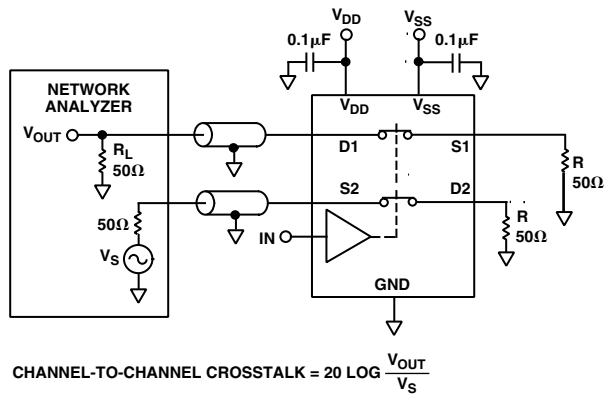 VDD
VSS
0.1µF
0.1µF
NETWORK
ANALYZER
VDD
VSS
VOUT
D1
S1
RL
50Ω
R
50Ω
S2
D2
50Ω
R
50Ω
VS
IN
GND
CHANNEL-TO-CHANNEL CROSSTALK = 20 LOG VOUT/VS